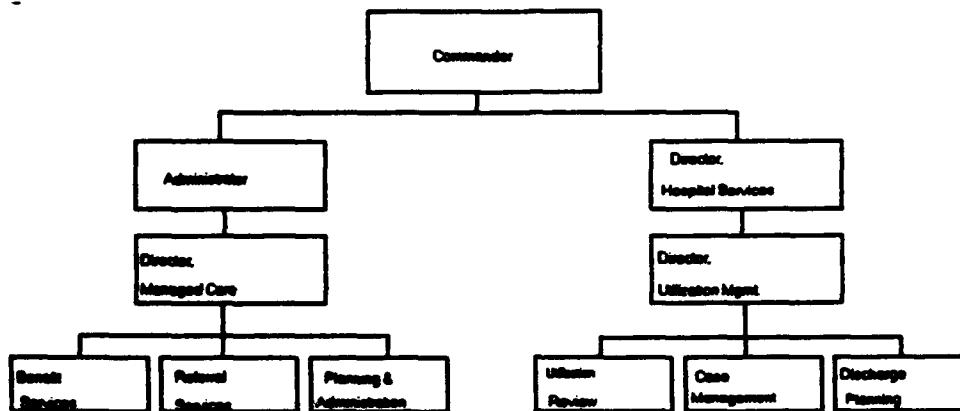 Commander
Administrator
Director,
Hospital Services
Director,
Managed Care
Director,
Utilization Mgmt.
Benefit
Services
Referral
Services
Planning &
Administration
Utilization
Review
Case
Management
Discharge
Planning